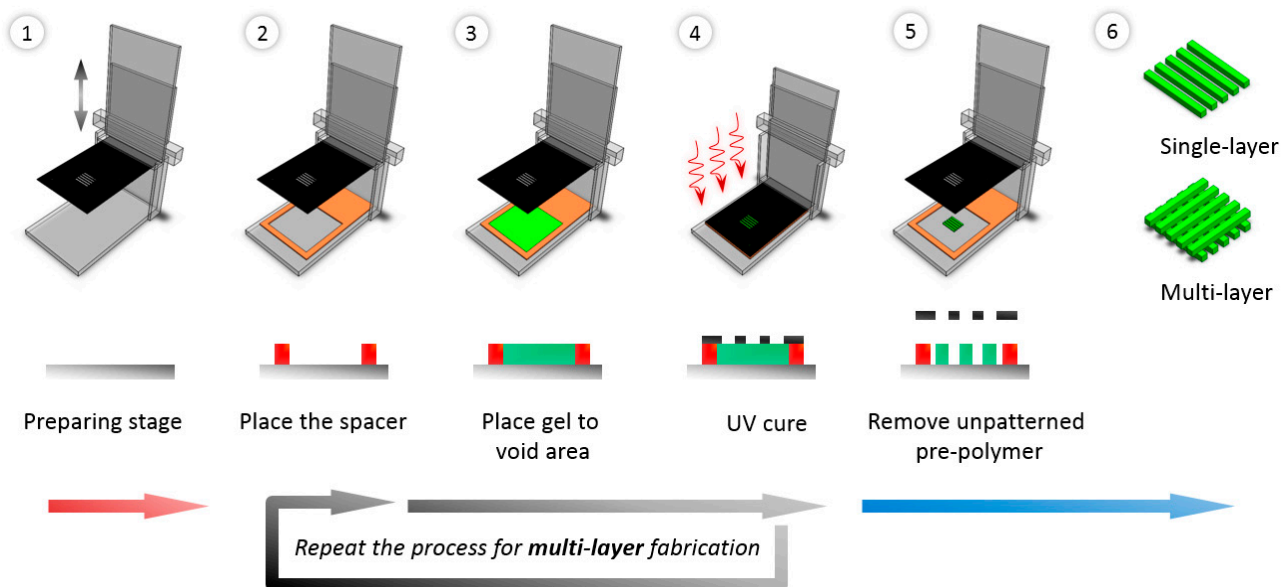 1
2
3
4
5
6
Single-layer
Multi-layer
Preparing stage
Place the spacer
Place gel to
void area
UV cure
Remove unpatterned
pre-polymer
Repeat the process for multi-layer fabrication